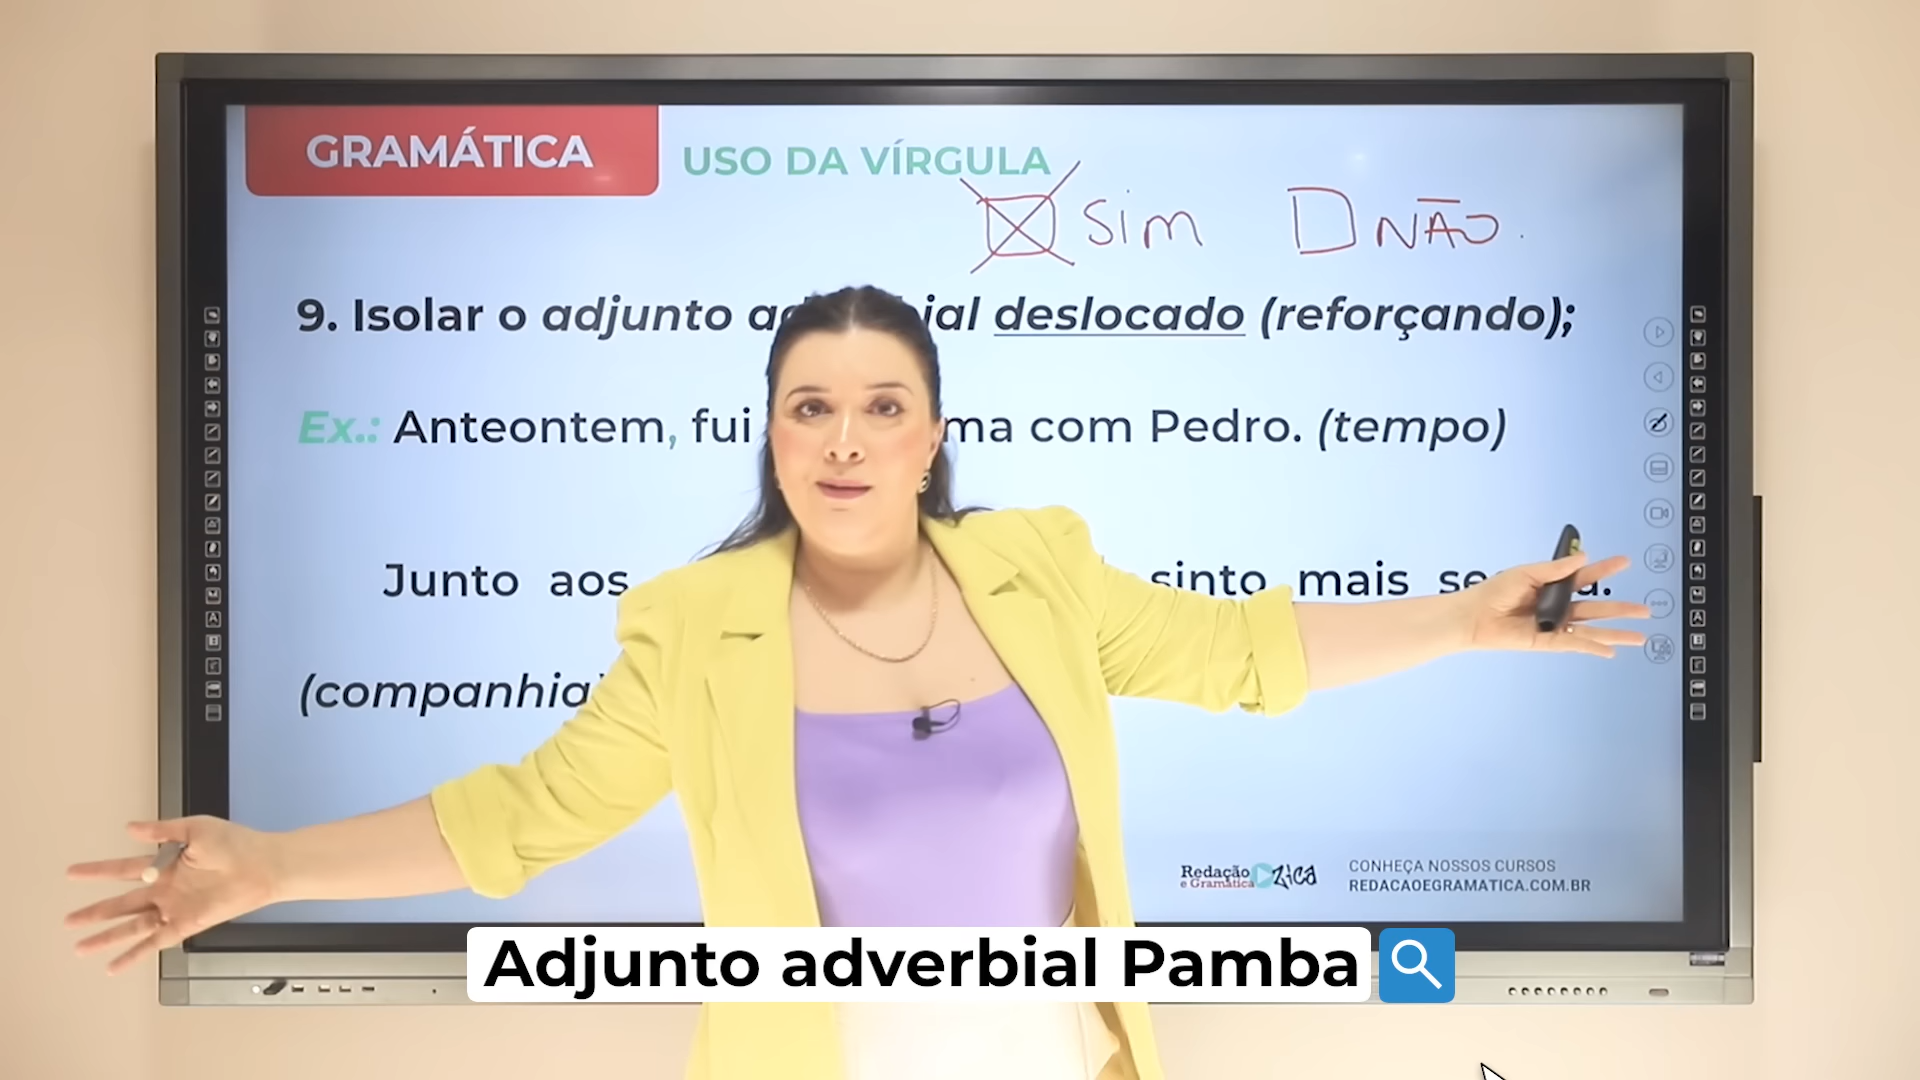 GRAMÁTICA
USO DA VÍRGULA
sim NÃO.
9. Isolar o adjunto ial deslocado (reforçando);
Ex.: Anteontem, fui ma com Pedro. (tempo)
Junto aos sinto mais
(companhia)
Redação e Gramática Zica
CONHEÇA NOSSOS CURSOS
REDACAOEGRAMATICA.COM.BR
Adjunto adverbial Pamba